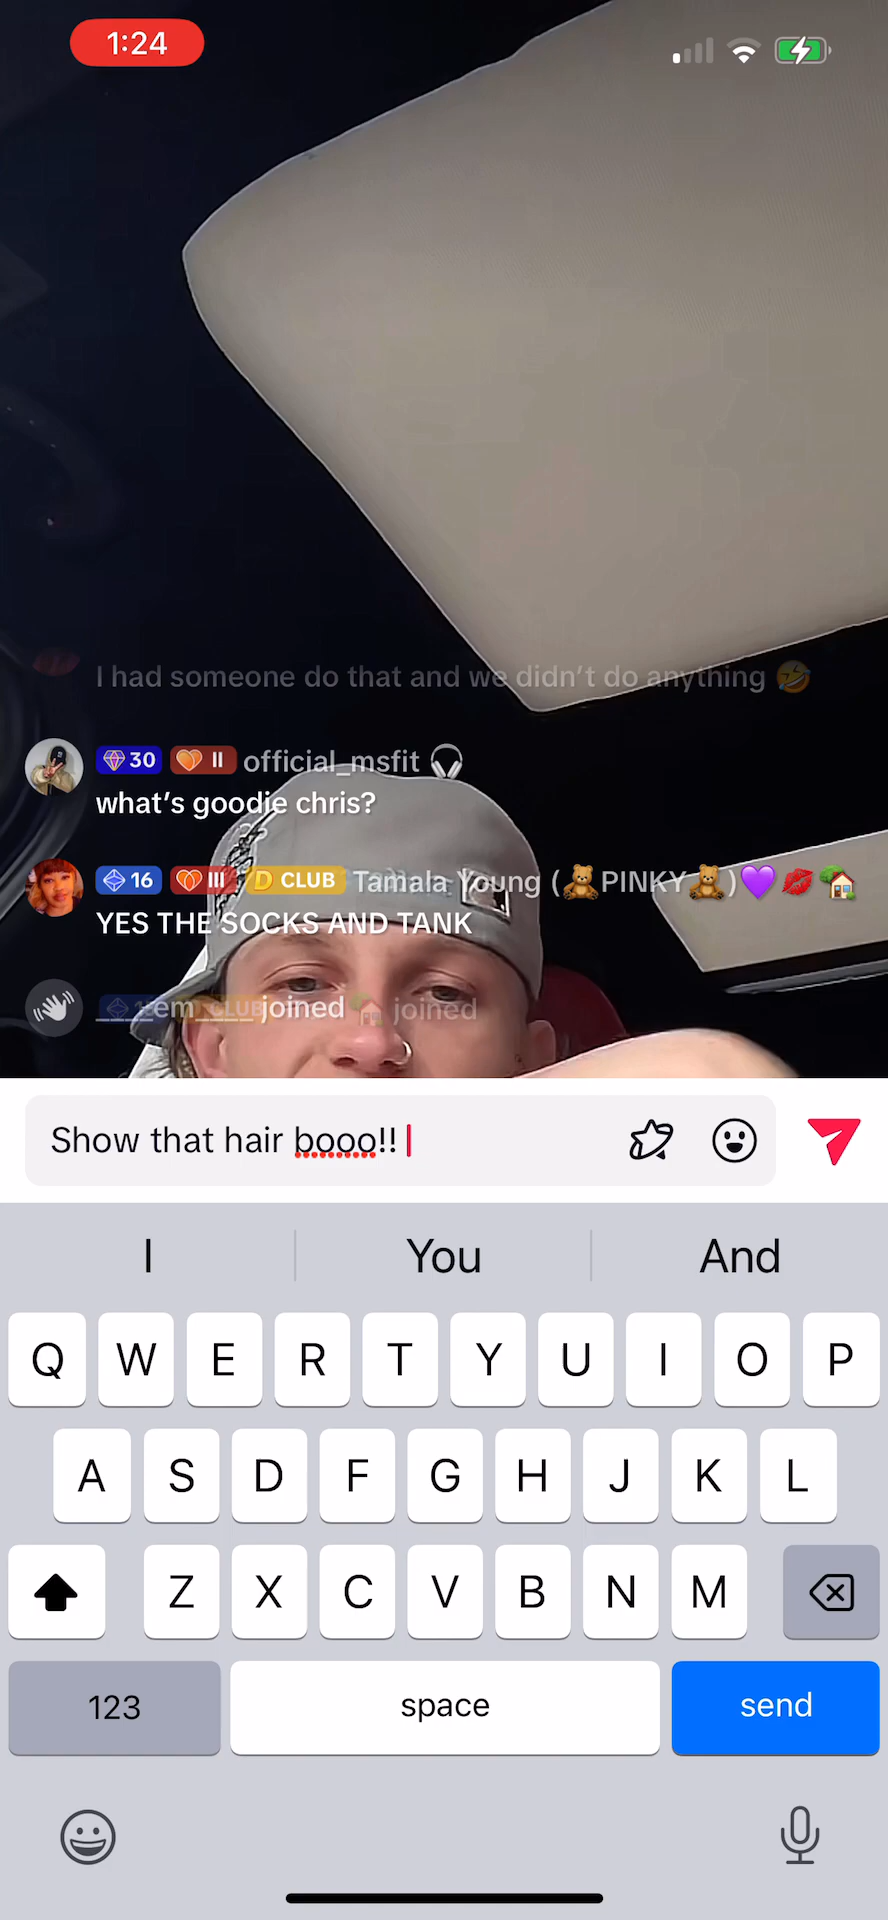 1:24
I had someone do that and we didn't do anything 🤣
30 II official_msfit 🎧
what's goodie chris?
16 III D CLUB Tamala Young (🧸PINKY🧸)💜💋🏡
YES THE SOCKS AND TANK
joined joined
Show that hair booo!!
I You And
Q W E R T Y U I O P
A S D F G H J K L
Z X C V B N M
123 space send